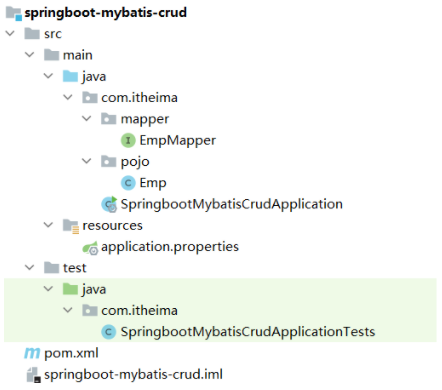 springboot-mybatis-crud
src
main
java
com.itheima
mapper
EmpMapper
pojo
Emp
SpringbootMybatisCrudApplication
resources
application.properties
test
java
com.itheima
SpringbootMybatisCrudApplicationTests
pom.xml
springboot-mybatis-crud.iml